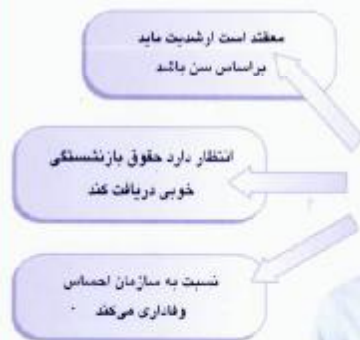 معقتد است ارشدیت باید
براساس سن باشد
انتظار دارد حقوق بازنشستگی
خوبی دریافت کند
نسبت به سازمان احساس
وفاداری می‌کند